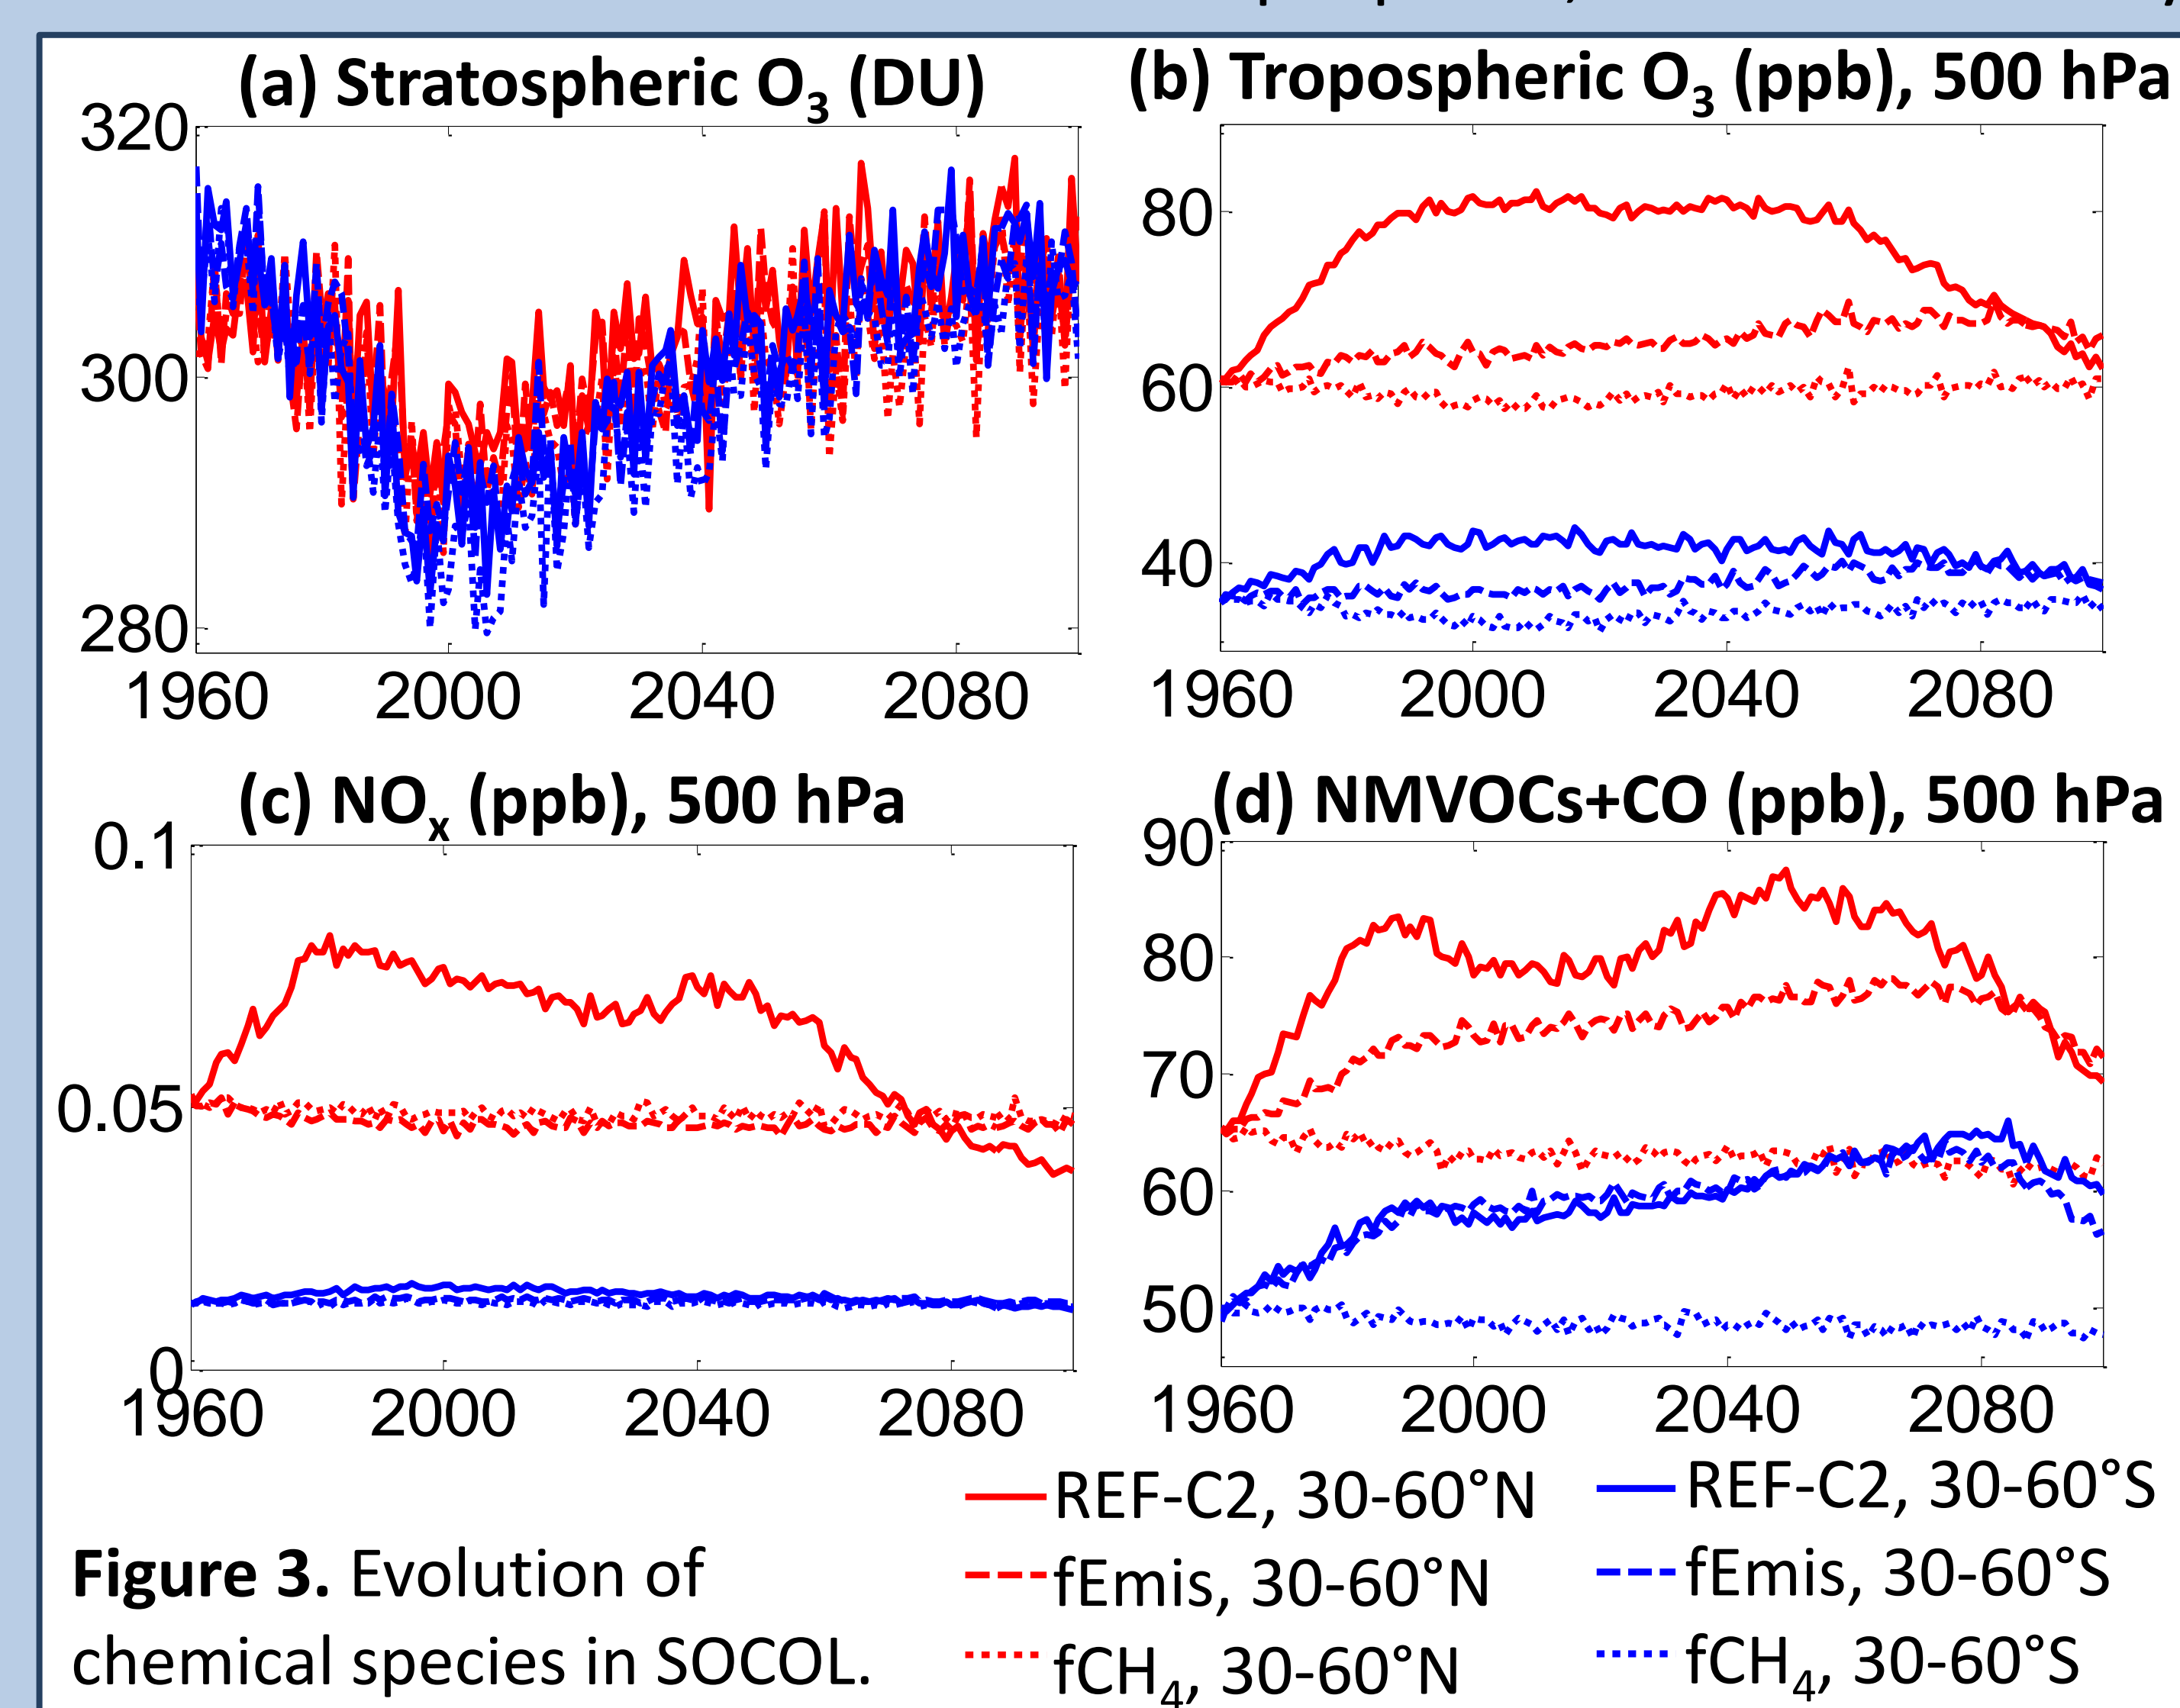 (a) Stratospheric O₃ (DU)
320
300
280
1960 2000 2040 2080
(b) Tropospheric O₃ (ppb), 500 hPa
80
60
40
1960 2000 2040 2080
(c) NOₓ (ppb), 500 hPa
0.1
0.05
0
1960 2000 2040 2080
(d) NMVOCs+CO (ppb), 500 hPa
90
80
70
60
50
1960 2000 2040 2080
REF-C2, 30-60°N
fEmis, 30-60°N
fCH₄, 30-60°N
REF-C2, 30-60°S
fEmis, 30-60°S
fCH₄, 30-60°S
Figure 3. Evolution of
chemical species in SOCOL.